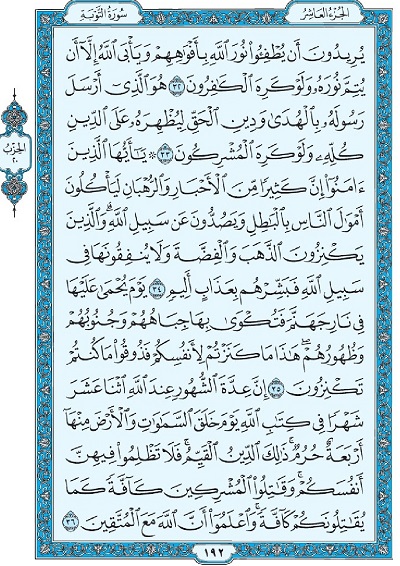 الجزء العاشر
سورة التوبة
يُرِيدُونَ أَن يُطْفِـُٔوا۟ نُورَ ٱللَّهِ بِأَفْوَٰهِهِمْ وَيَأْبَى ٱللَّهُ إِلَّآ أَن
يُتِمَّ نُورَهُۥ وَلَوْ كَرِهَ ٱلْكَٰفِرُونَ ٣٢ هُوَ ٱلَّذِىٓ أَرْسَلَ
رَسُولَهُۥ بِٱلْهُدَىٰ وَدِينِ ٱلْحَقِّ لِيُظْهِرَهُۥ عَلَى ٱلدِّينِ
كُلِّهِۦ وَلَوْ كَرِهَ ٱلْمُشْرِكُونَ ٣٣ ۞ يَٰٓأَيُّهَا ٱلَّذِينَ
ءَامَنُوٓا۟ إِنَّ كَثِيرًا مِّنَ ٱلْأَحْبَارِ وَٱلرُّهْبَانِ لَيَأْكُلُونَ
أَمْوَٰلَ ٱلنَّاسِ بِٱلْبَٰطِلِ وَيَصُدُّونَ عَن سَبِيلِ ٱللَّهِ ۗ وَٱلَّذِينَ
يَكْنِزُونَ ٱلذَّهَبَ وَٱلْفِضَّةَ وَلَا يُنفِقُونَهَا فِى
سَبِيلِ ٱللَّهِ فَبَشِّرْهُم بِعَذَابٍ أَلِيمٍ ٣٤ يَوْمَ يُحْمَىٰ عَلَيْهَا
فِى نَارِ جَهَنَّمَ فَتُكْوَىٰ بِهَا جِبَاهُهُمْ وَجُنُوبُهُمْ
وَظُهُورُهُمْ ۖ هَٰذَا مَا كَنَزْتُمْ لِأَنفُسِكُمْ فَذُوقُوا۟ مَا كُنتُمْ
تَكْنِزُونَ ٣٥ إِنَّ عِدَّةَ ٱلشُّهُورِ عِندَ ٱللَّهِ ٱثْنَا عَشَرَ
شَهْرًا فِى كِتَٰبِ ٱللَّهِ يَوْمَ خَلَقَ ٱلسَّمَٰوَٰتِ وَٱلْأَرْضَ مِنْهَآ
أَرْبَعَةٌ حُرُمٌ ۚ ذَٰلِكَ ٱلدِّينُ ٱلْقَيِّمُ ۚ فَلَا تَظْلِمُوا۟ فِيهِنَّ
أَنفُسَكُمْ ۚ وَقَٰتِلُوا۟ ٱلْمُشْرِكِينَ كَآفَّةً كَمَا
يُقَٰتِلُونَكُمْ كَآفَّةً ۚ وَٱعْلَمُوٓا۟ أَنَّ ٱللَّهَ مَعَ ٱلْمُتَّقِينَ ٣٦
الحزب
٢٠
١٩٢